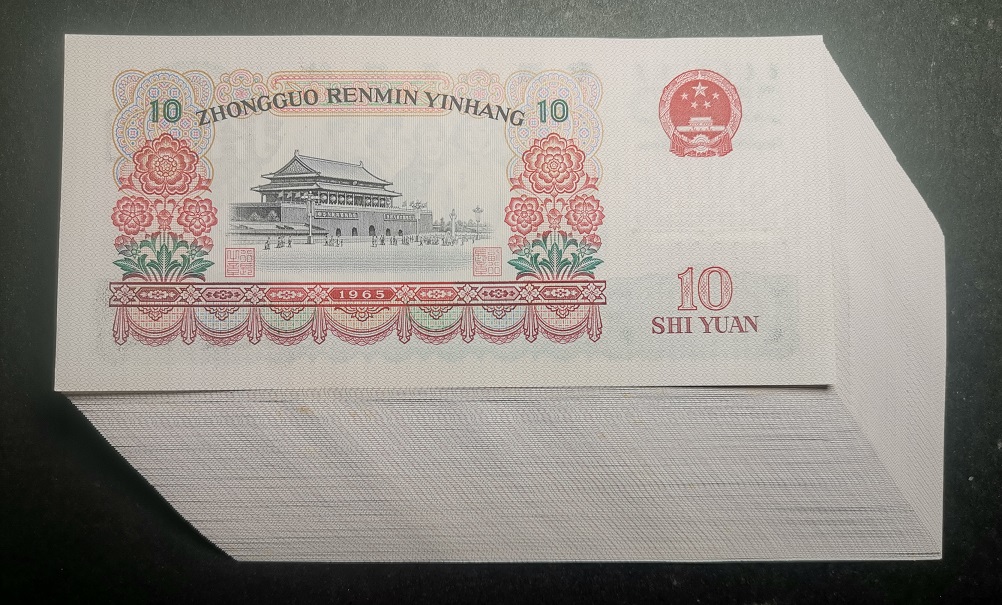 10 ZHONGGUO RENMIN YINHANG 10
1965
10
SHI YUAN